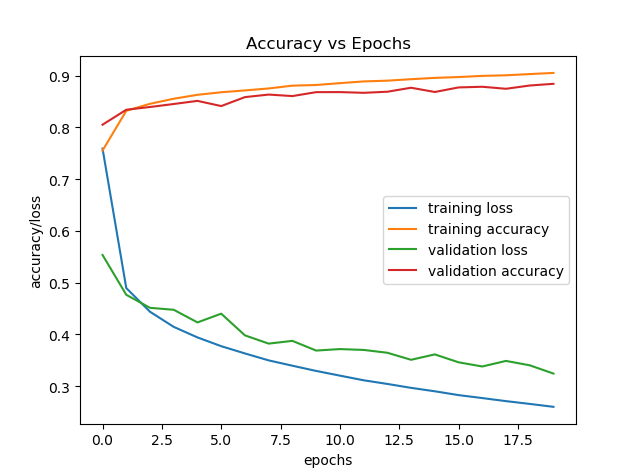 Accuracy vs Epochs
0.9
0.8
0.7
0.6
0.5
0.4
0.3
accuracy/loss
training loss
training accuracy
validation loss
validation accuracy
0.0 2.5 5.0 7.5 10.0 12.5 15.0 17.5
epochs